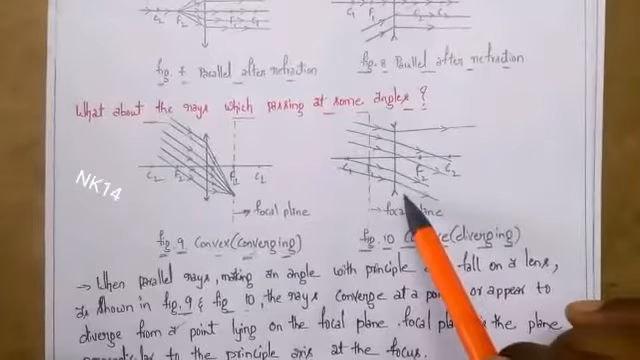 C₁ F₁ F₂ C₂
fig 7 Parallel after refraction
fig. 8 Parallel after refraction
What about the rays which passing at some angles ?
NK14
C₂ F₂ F₁ C₁
focal plane
focal plane
fig. 9 Convex (converging)
fig. 10 (diverging)
→ When parallel rays, making an angle with principle fall on a lens,
as shown in fig. 9 & fig 10, the rays converge at a or appear to
diverge from a point lying on the focal plane. focal is the plane
to the principle axis at the focus.